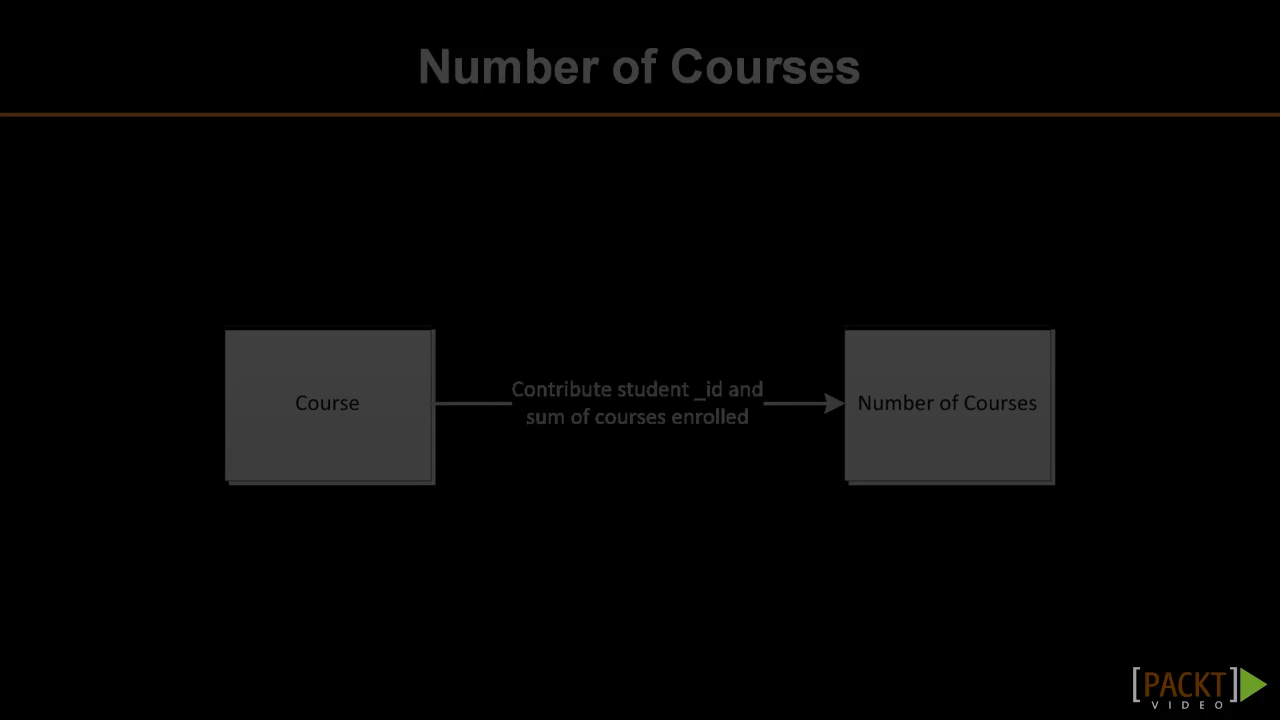 Number of Courses
Course
Contribute student _id and
sum of courses enrolled
Number of Courses
[PACKT]
VIDEO